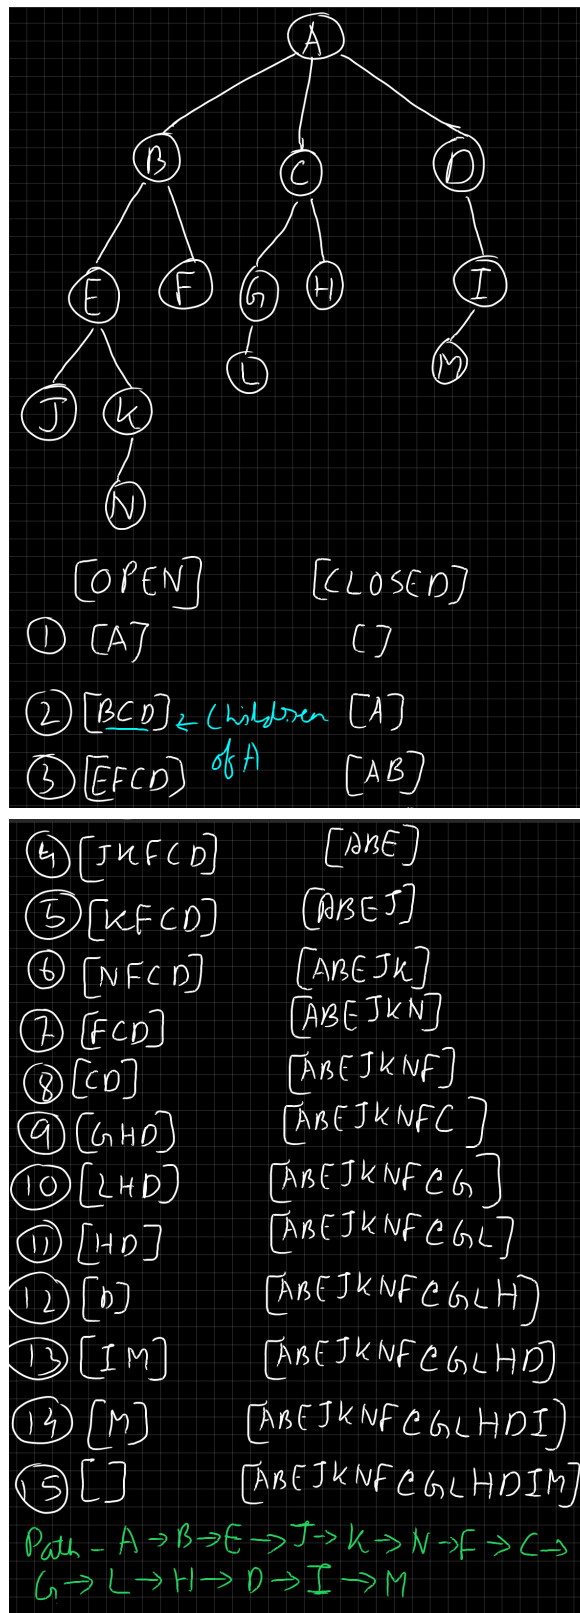 A
B C D
E F G H I
L M
J K
N
[OPEN] [CLOSED]
① [A] []
② [BCD] ← Children of A [A]
③ [EFCD] [AB]
④ [JKFCD] [ABE]
⑤ [KFCD] [ABEJ]
⑥ [NFCD] [ABEJK]
⑦ [FCD] [ABEJKN]
⑧ [CD] [ABEJKNF]
⑨ [GHD] [ABEJKNFC]
⑩ [LHD] [ABEJKNFCG]
⑪ [HD] [ABEJKNFCGL]
⑫ [D] [ABEJKNFCGLH]
⑬ [IM] [ABEJKNFCGLHD]
⑭ [M] [ABEJKNFCGLHDI]
⑮ [] [ABEJKNFCGLHDIM]
Path - A → B → E → J → K → N → F → C →
G → L → H → D → I → M